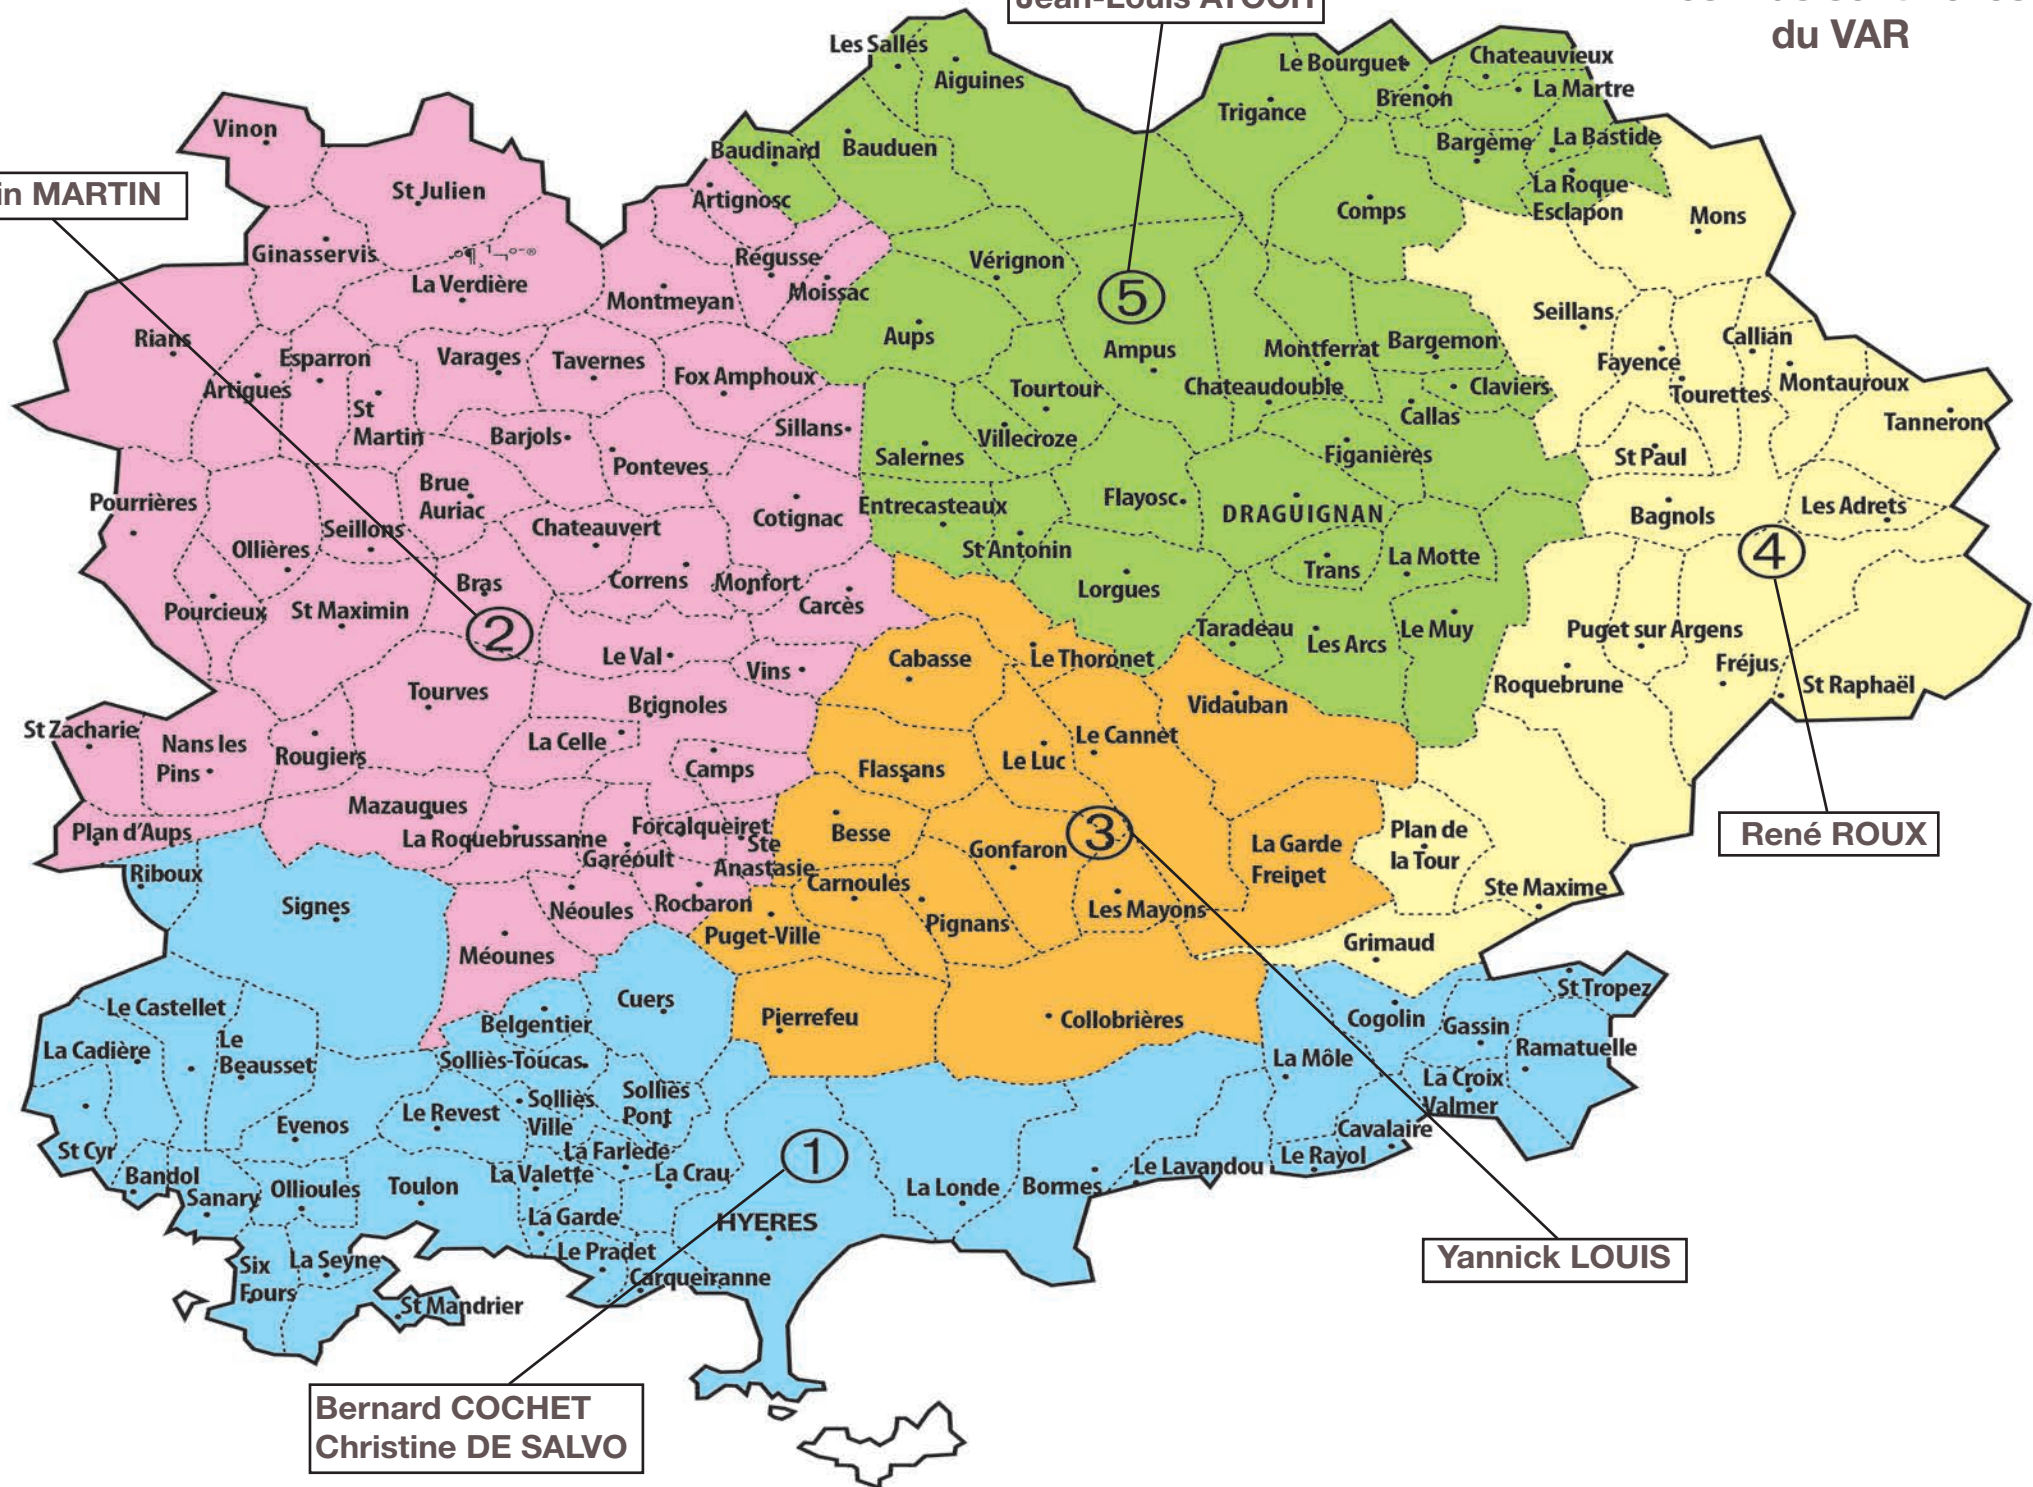 du VAR
Jean-Louis
in MARTIN
Les Salles
Aiguines
Le Bourguet
Chateauvieux
Brenon
La Martre
Trigance
Vinon
Baudinard
Bauduen
Bargème
La Bastide
St Julien
Artignosc
La Roque
Esclapon
Comps
Mons
Ginasservis
Régusse
Vérignon
La Verdière
Montmeyan
Moissac
5
Seillans
Rians
Esparron
Varages
Tavernes
Aups
Ampus
Montferrat
Bargemon
Callian
Fayence
Artigues
Fox Amphoux
Tourtour
Chateaudouble
Claviers
Tourettes
Montauroux
St
Martin
Barjols
Sillans
Villecroze
Callas
Tanneron
Ponteves
Salernes
Figanières
St Paul
Pourrières
Brue
Auriac
Seillons
Chateauvert
Cotignac
Entrecasteaux
Flayosc
DRAGUIGNAN
Bagnols
Les Adrets
Ollières
St Antonin
La Motte
4
Bras
Correns
Monfort
Lorgues
Trans
Pourcieux
St Maximin
2
Carcès
Taradeau
Les Arcs
Le Muy
Puget sur Argens
Le Val
Vins
Cabasse
Le Thoronet
Fréjus
St Raphaël
Roquebrune
Tourves
Brignoles
Vidauban
St Zacharie
Nans les
Pins
Rougiers
La Celle
Camps
Le Cannet
Flassans
Le Luc
Mazaugues
Plan d'Aups
La Roquebrussanne
Forcalqueiret
Ste
Anastasie
Garéoult
Besse
3
Gonfaron
La Garde
Freinet
Plan de
la Tour
René ROUX
Riboux
Signes
Néoules
Rocbaron
Carnoules
Pignans
Les Mayons
Ste Maxime
Puget-Ville
Méounes
Grimaud
Le Castellet
Belgentier
Cuers
Pierrefeu
Collobrières
Cogolin
Gassin
St Tropez
La Cadière
Le
Beausset
Solliès-Toucas
La Môle
Ramatuelle
Solliès
Pont
Solliès
Ville
La Croix
Valmer
Evenos
Le Revest
Cavalaire
St Cyr
La Farlède
1
Le Rayol
Bandol
Sanary
Ollioules
Toulon
La Valette
La Crau
La Londe
Bormes
Le Lavandou
La Garde
HYERES
Yannick LOUIS
Six
Fours
La Seyne
Le Pradet
Carqueiranne
St Mandrier
Bernard COCHET
Christine DE SALVO